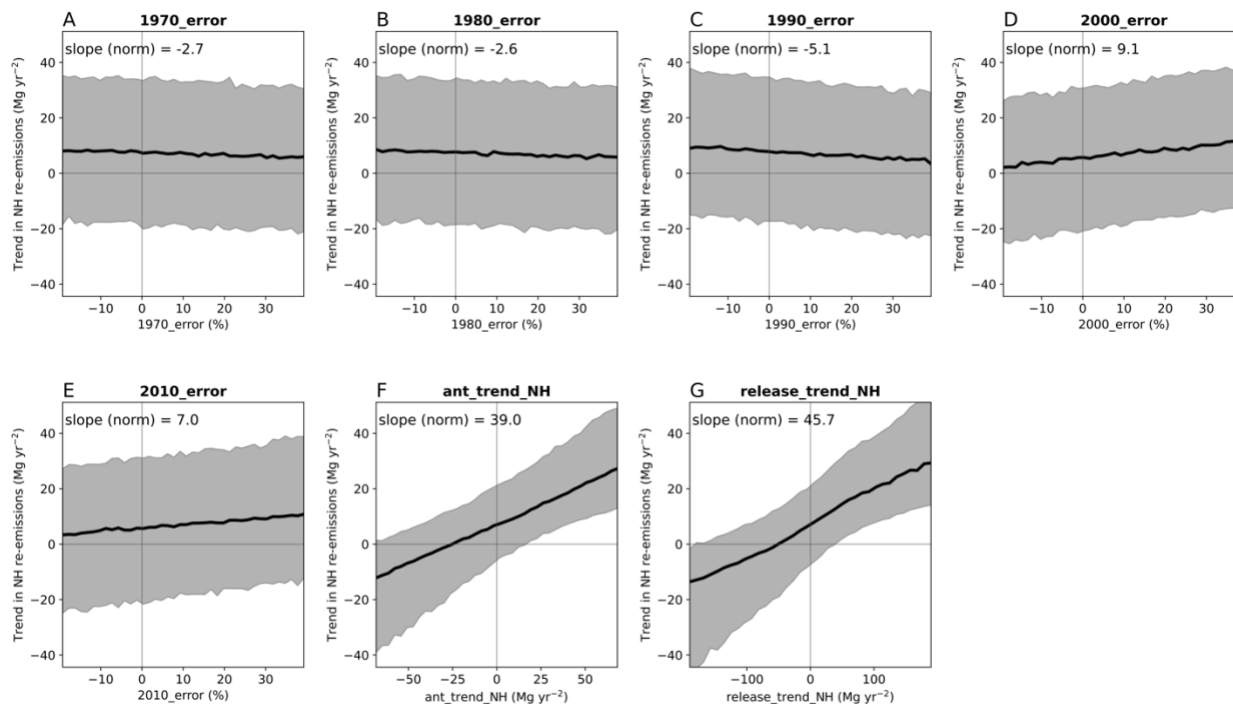 A
1970_error
slope (norm) = -2.7
Trend in NH re-emissions (Mg yr⁻²)
40
20
0
−20
−40
−10 0 10 20 30
1970_error (%)
B
1980_error
slope (norm) = -2.6
Trend in NH re-emissions (Mg yr⁻²)
40
20
0
−20
−40
−10 0 10 20 30
1980_error (%)
C
1990_error
slope (norm) = -5.1
Trend in NH re-emissions (Mg yr⁻²)
40
20
0
−20
−40
−10 0 10 20 30
1990_error (%)
D
2000_error
slope (norm) = 9.1
Trend in NH re-emissions (Mg yr⁻²)
40
20
0
−20
−40
−10 0 10 20 30
2000_error (%)
E
2010_error
slope (norm) = 7.0
Trend in NH re-emissions (Mg yr⁻²)
40
20
0
−20
−40
−10 0 10 20 30
2010_error (%)
F
ant_trend_NH
slope (norm) = 39.0
Trend in NH re-emissions (Mg yr⁻²)
40
20
0
−20
−40
−50 −25 0 25 50
ant_trend_NH (Mg yr⁻²)
G
release_trend_NH
slope (norm) = 45.7
Trend in NH re-emissions (Mg yr⁻²)
40
20
0
−20
−40
−100 0 100
release_trend_NH (Mg yr⁻²)